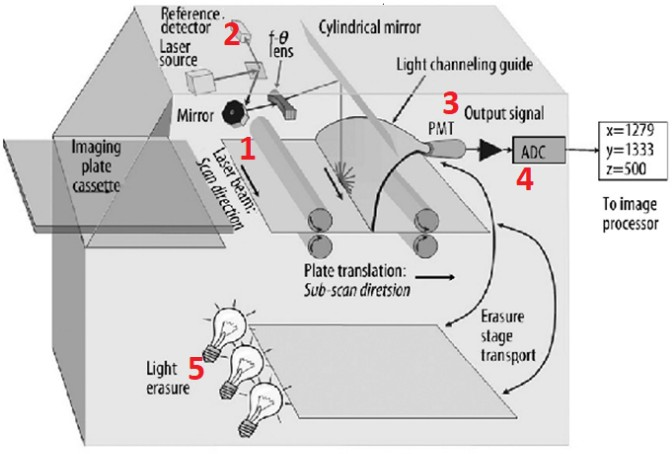 Reference
detector
2
Laser
source
f-θ
lens
Cylindrical mirror
Light channeling guide
Mirror
3
Output signal
PMT
ADC
4
x=1279
y=1333
z=500
To image
processor
Imaging
plate
cassette
1
Laser beam:
Scan direction
Plate translation:
Sub-scan diretsion
Erasure
stage
transport
Light
erasure
5